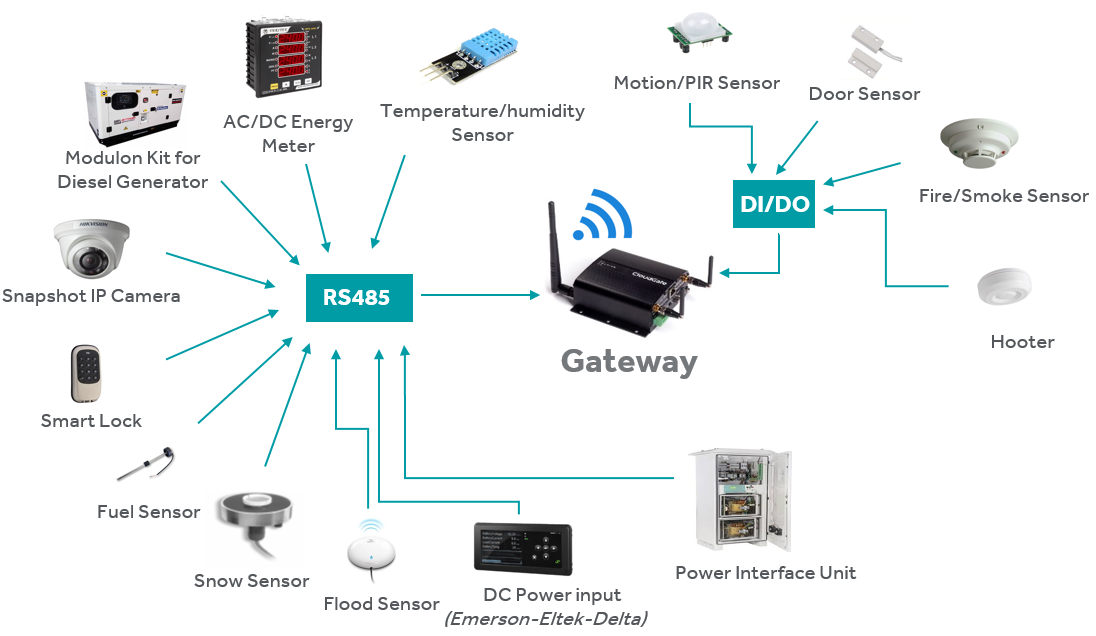 Motion/PIR Sensor
Door Sensor
AC/DC Energy
Meter
Temperature/humidity
Sensor
Modulon Kit for
Diesel Generator
Fire/Smoke Sensor
DI/DO
HIKVISION
Snapshot IP Camera
RS485
CloudGate
Gateway
Hooter
Smart Lock
Fuel Sensor
Snow Sensor
Flood Sensor
DC Power input
(Emerson-Eltek-Delta)
Power Interface Unit